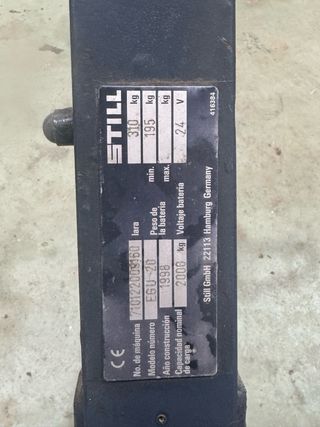 STILL
No. de máquina
Tara 310 kg
Modelo número EGU-20
Peso de la batería min. 195 kg
max. kg
Año construcción 1998
Voltaje batería 24 V
Capacidad nominal de carga 2000 kg
Still GmbH 22113 Hamburg Germany
CE
416384